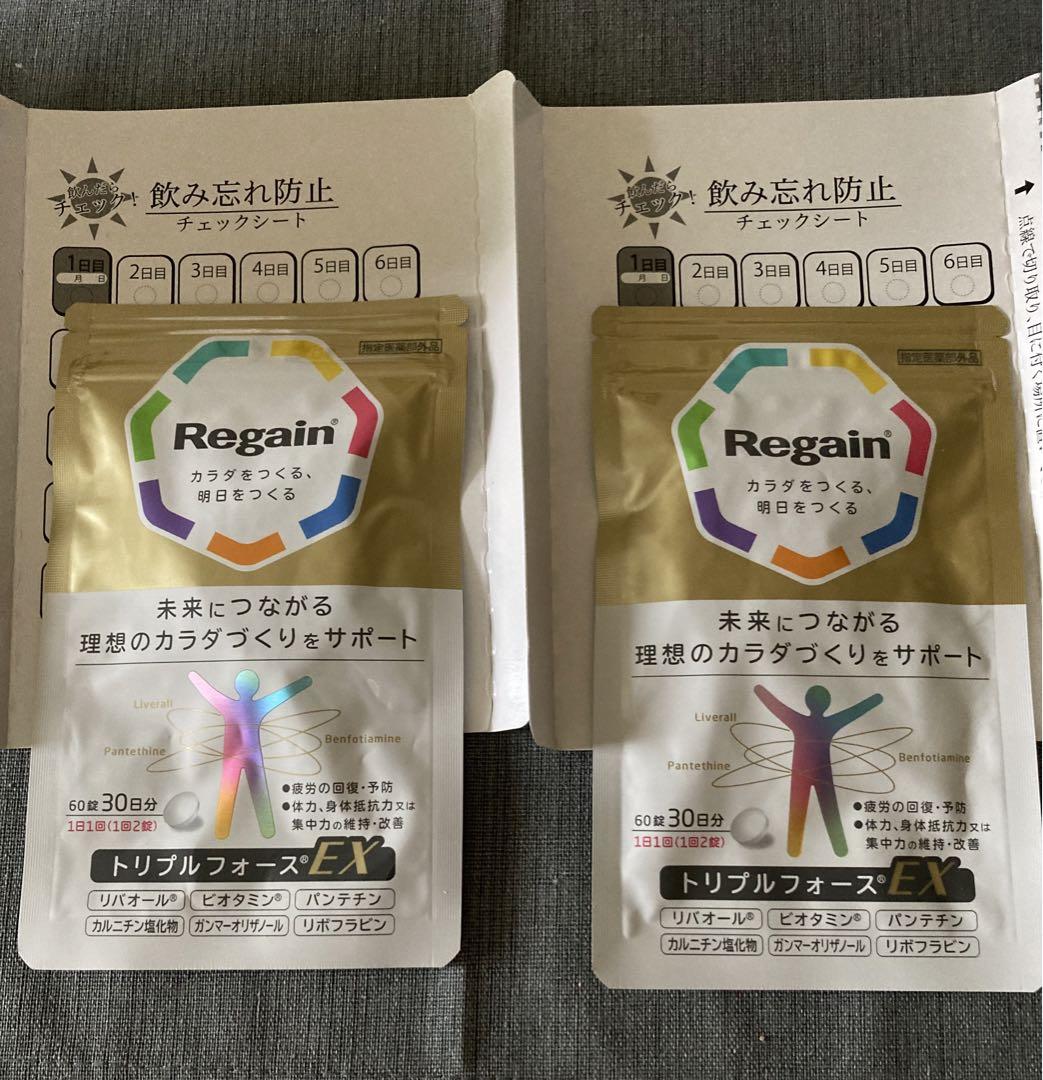 飲んだら
チェック!
飲み忘れ防止
チェックシート
1日目
月 日
2日目
3日目
4日目
5日目
6日目
指定医薬部外品
Regain®
カラダをつくる、
明日をつくる
未来につながる
理想のカラダづくりをサポート
Liverall
Pantethine
Benfotiamine
60錠30日分
1日1回(1回2錠)
●疲労の回復・予防
●体力、身体抵抗力又は
集中力の維持・改善
トリプルフォース®EX
リバオール® ビオタミン® パンテチン
カルニチン塩化物 ガンマーオリザノール リボフラビン
飲んだら
チェック!
飲み忘れ防止
チェックシート
1日目
月 日
2日目
3日目
4日目
5日目
6日目
点線で切り取り、目に付く場所に
指定医薬部外品
Regain®
カラダをつくる、
明日をつくる
未来につながる
理想のカラダづくりをサポート
Liverall
Pantethine
Benfotiamine
60錠30日分
1日1回(1回2錠)
●疲労の回復・予防
●体力、身体抵抗力又は
集中力の維持・改善
トリプルフォース®EX
リバオール® ビオタミン® パンテチン
カルニチン塩化物 ガンマーオリザノール リボフラビン